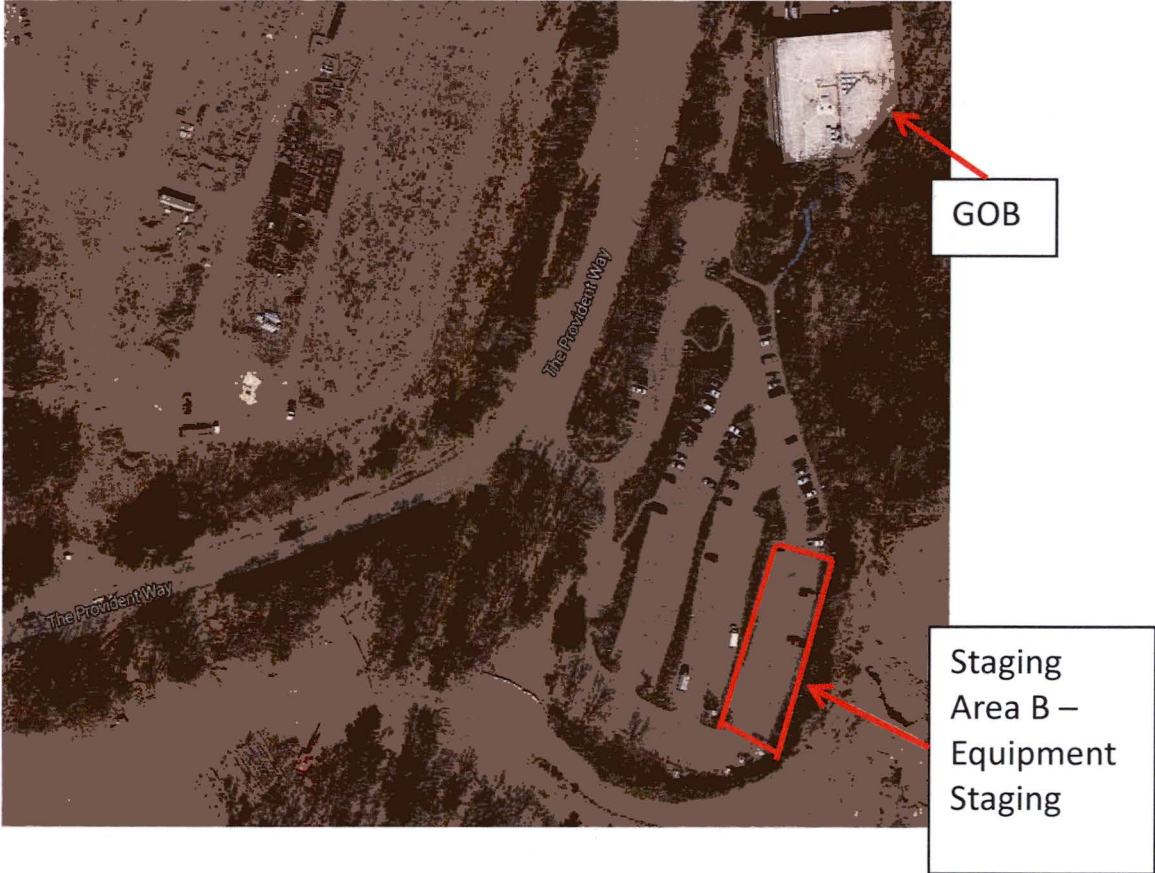 GOB
The Provident Way
The Provident Way
Staging
Area B –
Equipment
Staging